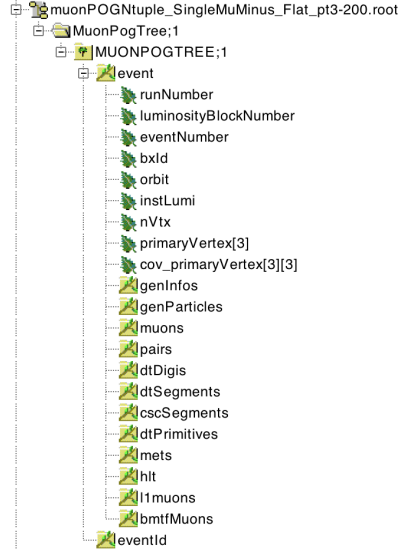 muonPOGNtuple_SingleMuMinus_Flat_pt3-200.root
MuonPogTree;1
MUONPOGTREE;1
event
runNumber
luminosityBlockNumber
eventNumber
bxId
orbit
instLumi
nVtx
primaryVertex[3]
cov_primaryVertex[3][3]
genInfos
genParticles
muons
pairs
dtDigis
dtSegments
cscSegments
dtPrimitives
mets
hlt
l1muons
bmtfMuons
eventId